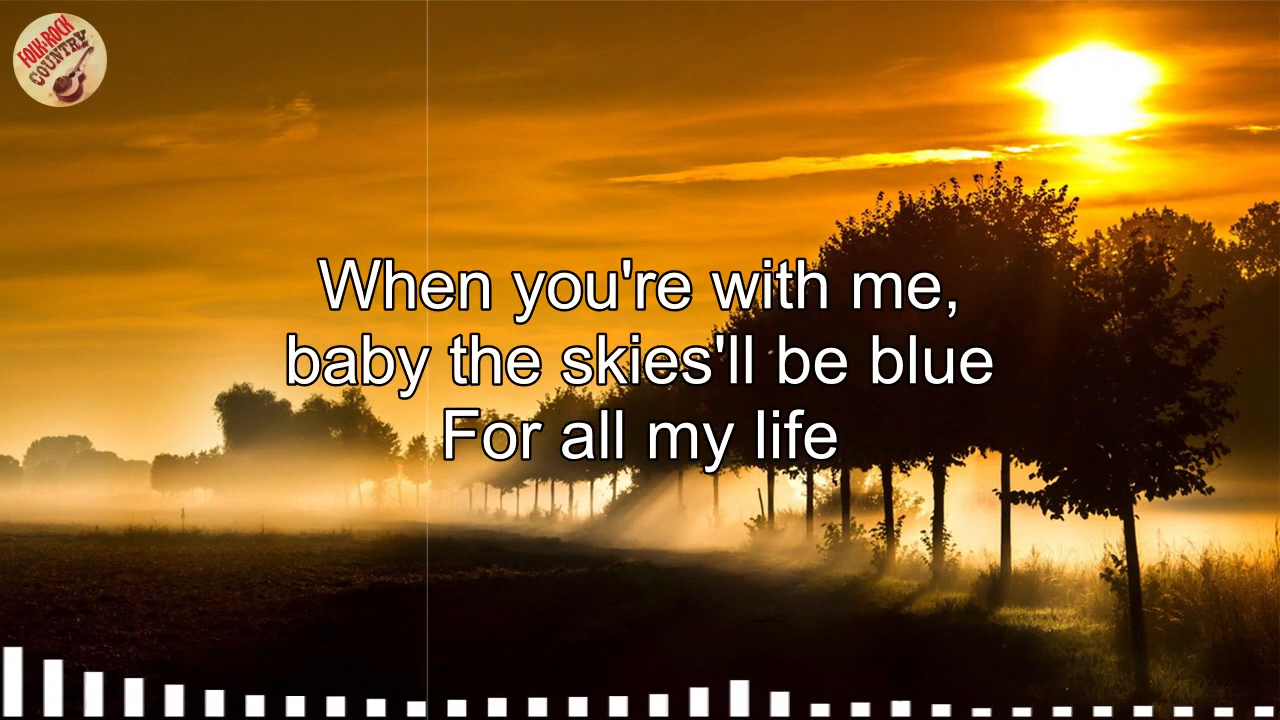 FOLK-ROCK
COUNTRY
When you're with me,
baby the skies'll be blue
For all my life